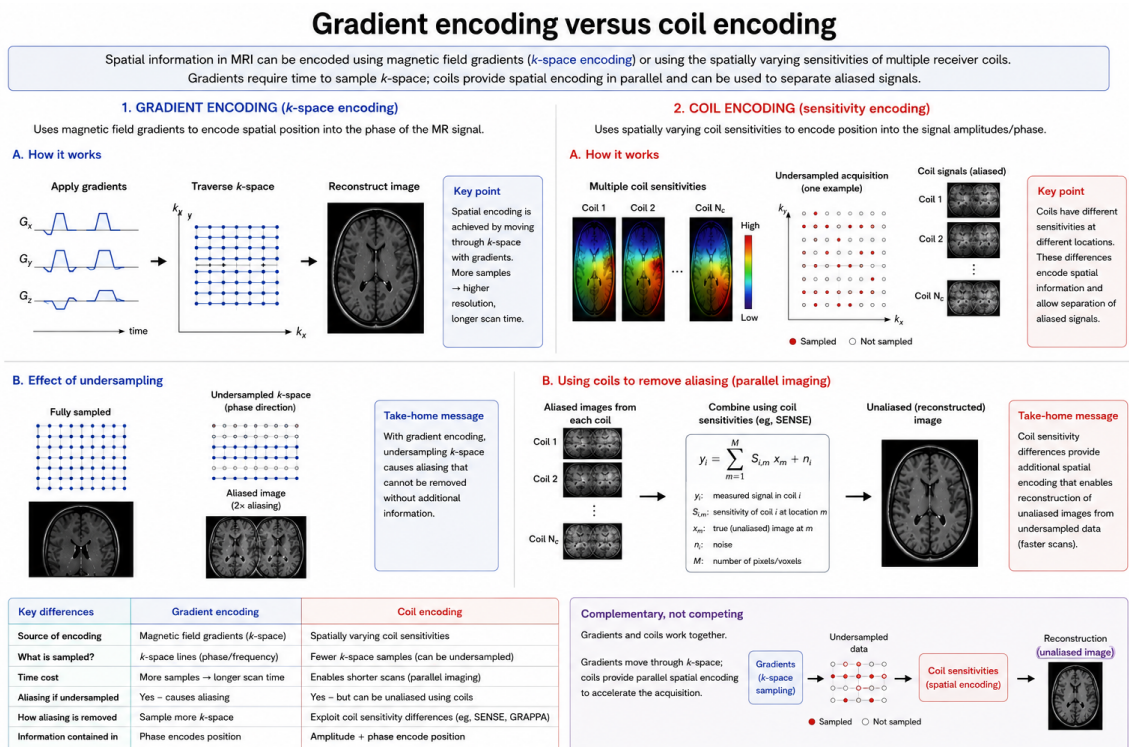 Gradient encoding versus coil encoding
Spatial information in MRI can be encoded using magnetic field gradients (k-space encoding) or using the spatially varying sensitivities of multiple receiver coils.
Gradients require time to sample k-space; coils provide spatial encoding in parallel and can be used to separate aliased signals.
1. GRADIENT ENCODING (k-space encoding)
Uses magnetic field gradients to encode spatial position into the phase of the MR signal.
A. How it works
Apply gradients
Gx
Gy
Gz
time
Traverse k-space
kx y
kx
Reconstruct image
Key point
Spatial encoding is
achieved by moving
through k-space
with gradients.
More samples
→ higher
resolution,
longer scan time.
2. COIL ENCODING (sensitivity encoding)
Uses spatially varying coil sensitivities to encode position into the signal amplitudes/phase.
A. How it works
Multiple coil sensitivities
Coil 1 Coil 2 Coil Nc
...
High
Low
Undersampled acquisition
(one example)
ky
kx
Sampled Not sampled
Coil signals (aliased)
Coil 1
Coil 2
⋮
Coil Nc
Key point
Coils have different
sensitivities at
different locations.
These differences
encode spatial
information and
allow separation of
aliased signals.
B. Effect of undersampling
Fully sampled
Undersampled k-space
(phase direction)
Aliased image
(2× aliasing)
Take-home message
With gradient encoding,
undersampling k-space
causes aliasing that
cannot be removed
without additional
information.
B. Using coils to remove aliasing (parallel imaging)
Aliased images from
each coil
Coil 1
Coil 2
⋮
Coil Nc
Combine using coil
sensitivities (eg, SENSE)
yi = M ∑ m=1 Si,m xm + ni
yi: measured signal in coil i
Si,m: sensitivity of coil i at location m
xm: true (unaliased) image at m
ni: noise
M: number of pixels/voxels
Unaliased (reconstructed)
image
Take-home message
Coil sensitivity
differences provide
additional spatial
encoding that enables
reconstruction of
unaliased images from
undersampled data
(faster scans).
Key differences Gradient encoding Coil encoding
Source of encoding Magnetic field gradients (k-space) Spatially varying coil sensitivities
What is sampled? k-space lines (phase/frequency) Fewer k-space samples (can be undersampled)
Time cost More samples → longer scan time Enables shorter scans (parallel imaging)
Aliasing if undersampled Yes – causes aliasing Yes – but can be unaliased using coils
How aliasing is removed Sample more k-space Exploit coil sensitivity differences (eg, SENSE, GRAPPA)
Information contained in Phase encodes position Amplitude + phase encode position
Complementary, not competing
Gradients and coils work together.
Gradients move through k-space;
coils provide parallel spatial encoding
to accelerate the acquisition.
Gradients
(k-space
sampling)
Undersampled
data
Sampled Not sampled
Coil sensitivities
(spatial encoding)
Reconstruction
(unaliased image)